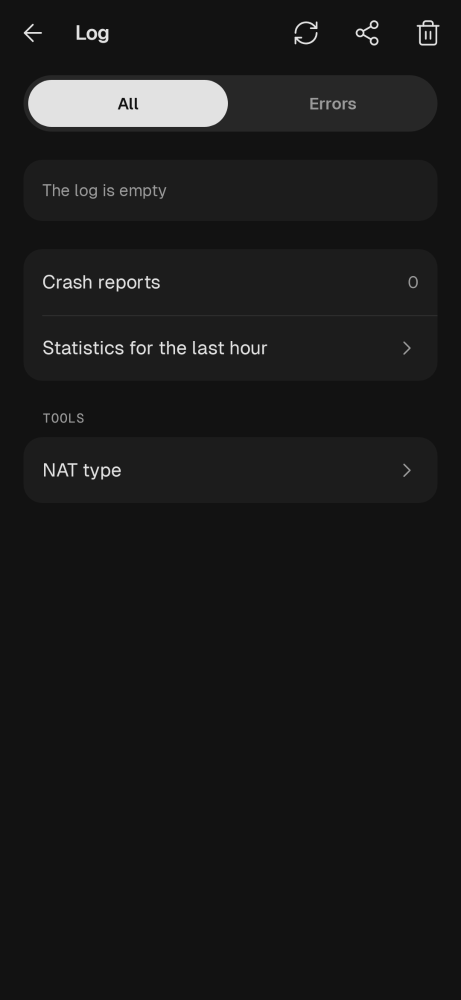 Log
All
Errors
The log is empty
Crash reports
0
Statistics for the last hour
TOOLS
NAT type